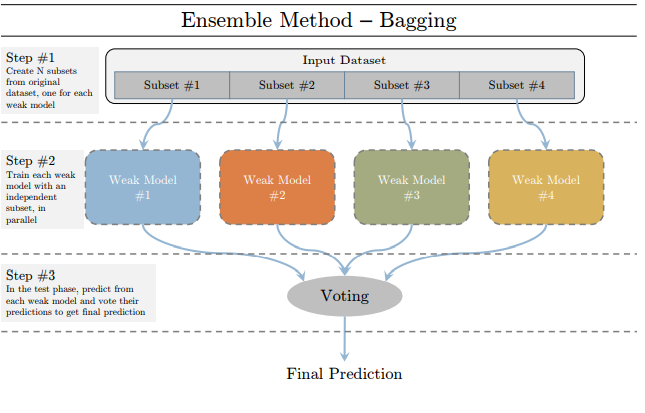 Ensemble Method – Bagging
Step #1
Create N subsets
from original
dataset, one for each
weak model
Input Dataset
Subset #1
Subset #2
Subset #3
Subset #4
Step #2
Train each weak
model with an
independent
subset, in
parallel
Weak Model
#1
Weak Model
#2
Weak Model
#3
Weak Model
#4
Step #3
In the test phase, predict from
each weak model and vote their
predictions to get final prediction
Voting
Final Prediction